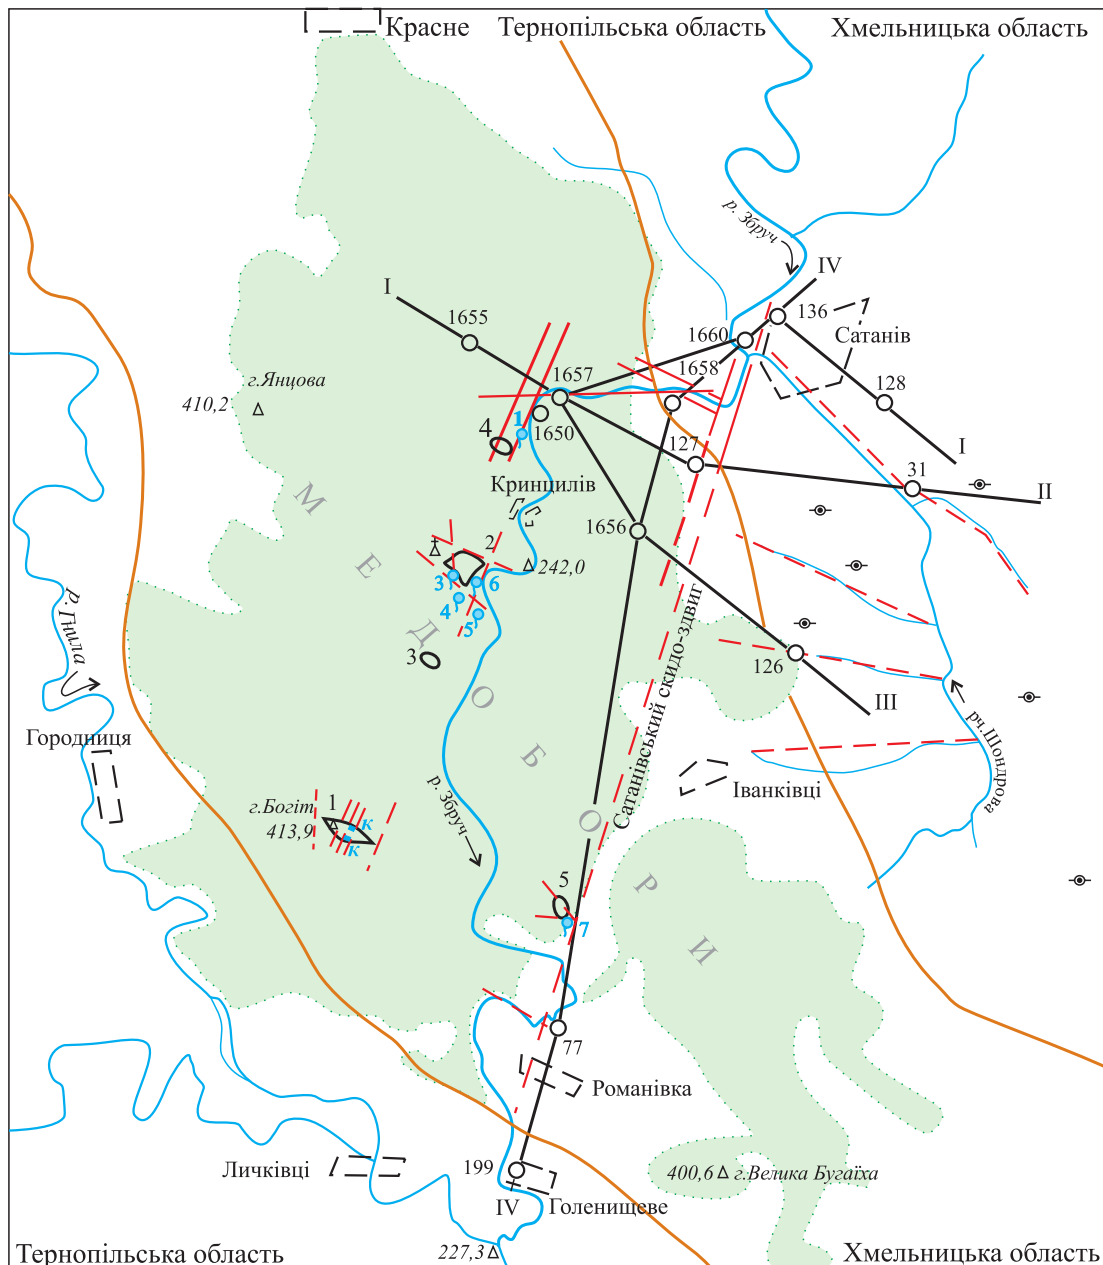 Красне
Тернопільська область
Хмельницька область
р. Збруч
IV
I
1655
1660
136
Сатанів
1658
г.Янцова
410,2
1657
128
4
1
1650
127
I
31
II
Кринцилів
М
1656
2
Е
242,0
3
6
4
5
Д
3
126
р. Гнила
О
III
Сатанівський скидо-здвиг
рч.Шондрова
Городниця
Б
Іванківці
р. Збруч
г.Богіт
1
413,9
к
к
О
5
Р
7
И
77
Романівка
Личківці
199
400,6
г.Велика Бугаїха
IV
Голенищеве
227,3
Тернопільська область
Хмельницька область